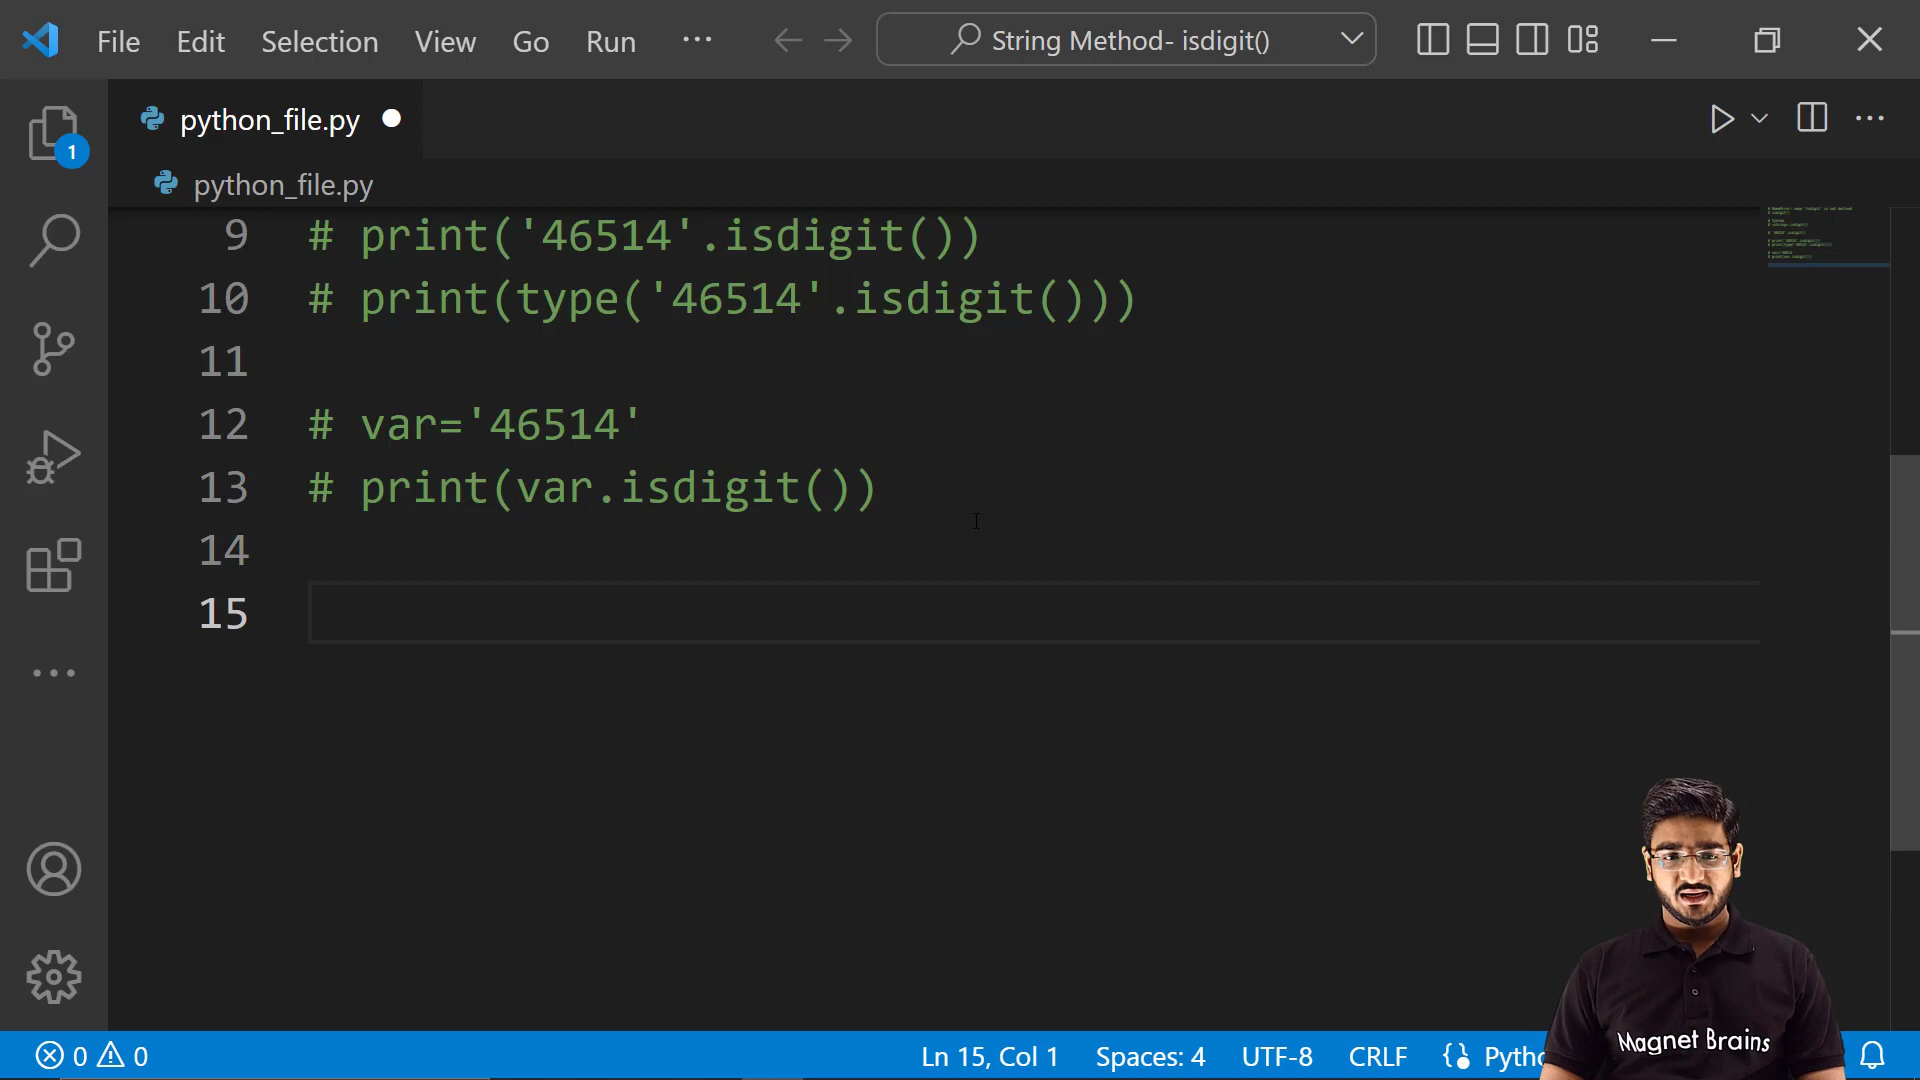 File Edit Selection View Go Run ... String Method- isdigit()
python_file.py
1
python_file.py
9 # print('46514'.isdigit())
10 # print(type('46514'.isdigit()))
11
12 # var='46514'
13 # print(var.isdigit())
14
15
Magnet Brains
0 0 Ln 15, Col 1 Spaces: 4 UTF-8 CRLF Pytho